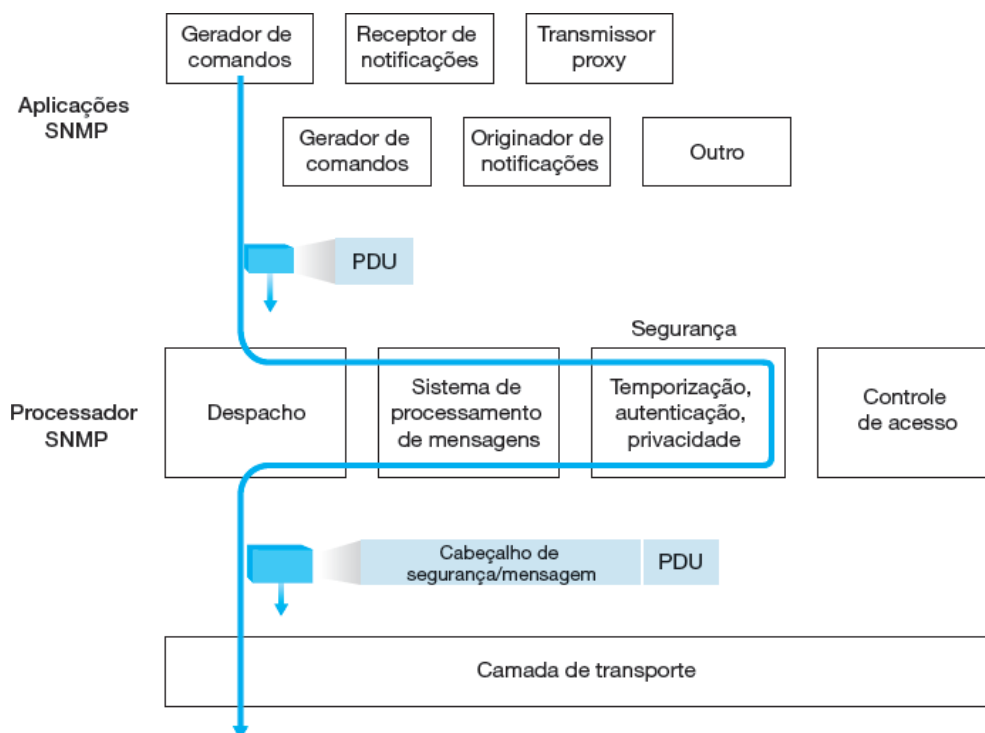 Gerador de
comandos
Receptor de
notificações
Transmissor
proxy
Aplicações
SNMP
Gerador de
comandos
Originador de
notificações
Outro
PDU
Segurança
Processador
SNMP
Despacho
Sistema de
processamento
de mensagens
Temporização,
autenticação,
privacidade
Controle
de acesso
Cabeçalho de
segurança/mensagem
PDU
Camada de transporte